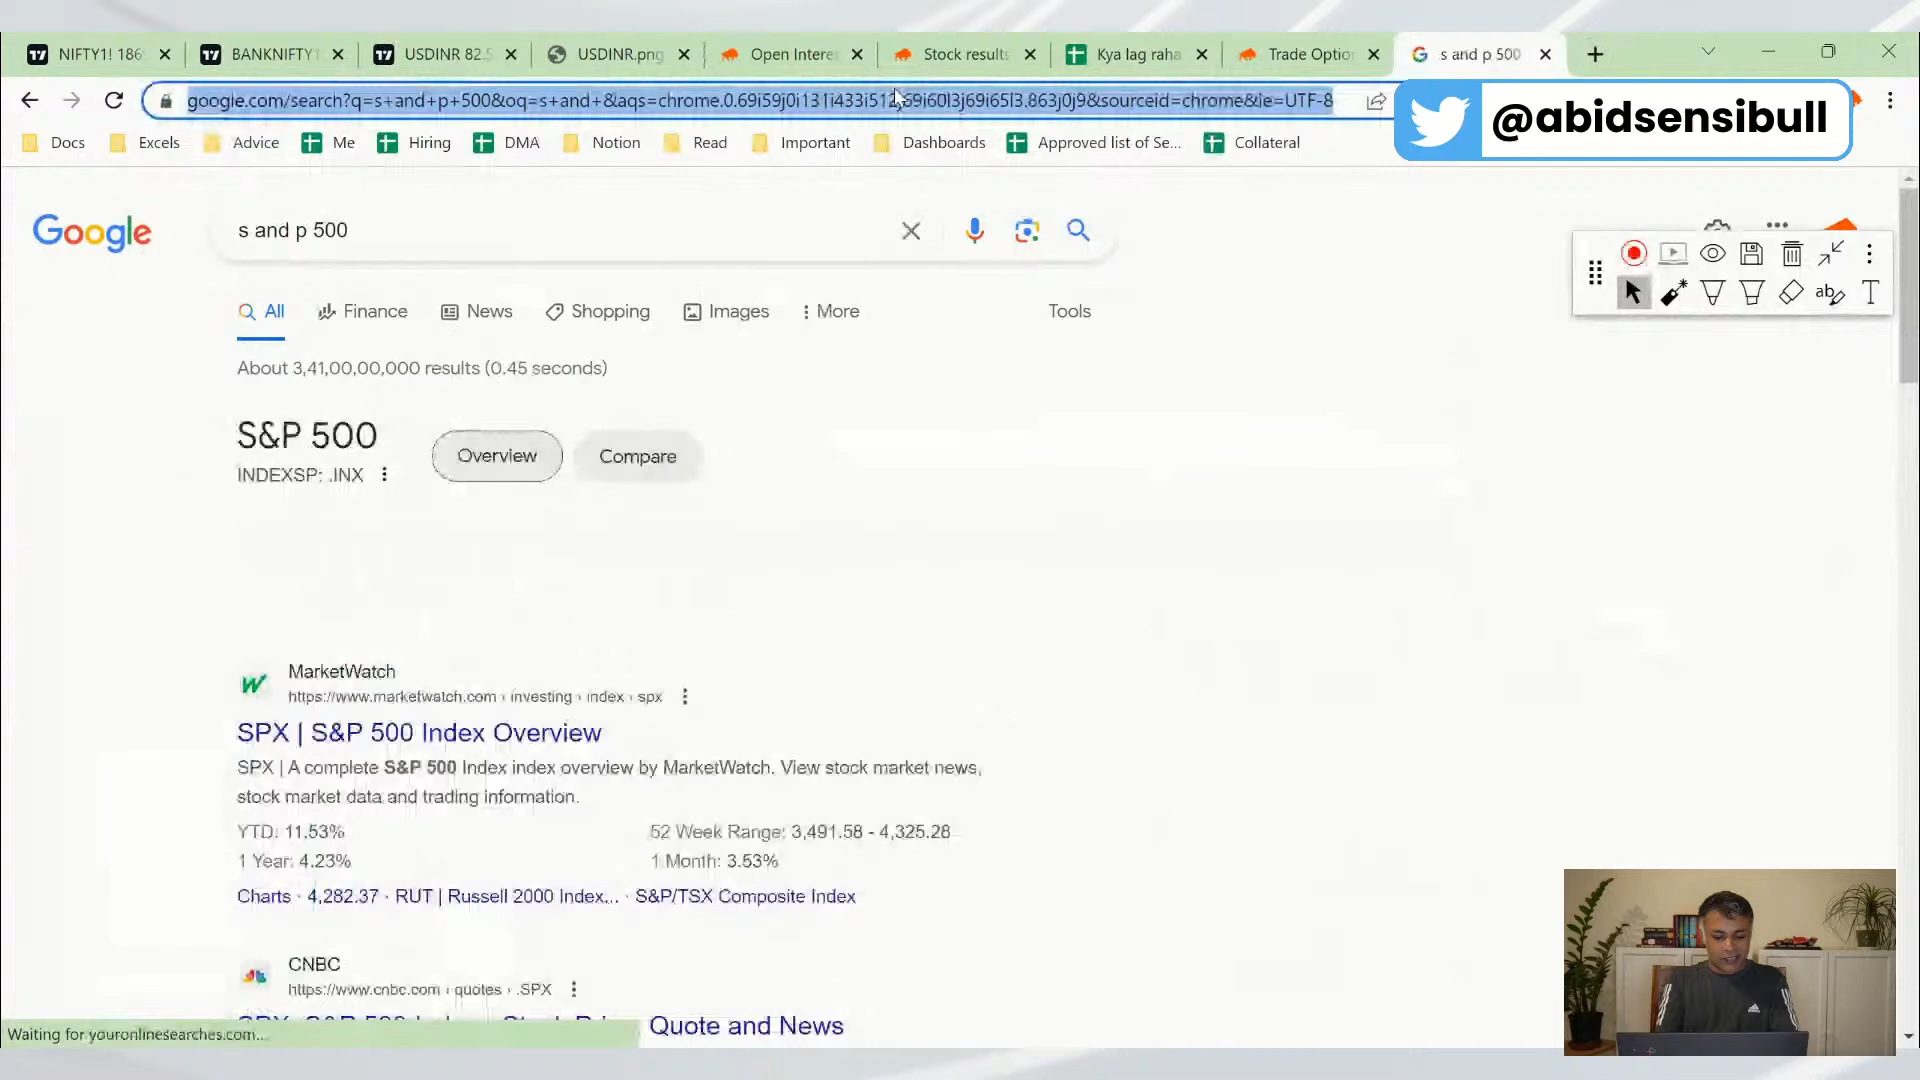 NIFTY1! 186
BANKNIFTY1
USDINR 82.5
USDINR.png
Open Intere
Stock results
Kya lag raha
Trade Optio
s and p 500
google.com/search?q=s+and+p+500&oq=s+and+&aqs=chrome.0.69i59j0i131i433i512j69i60l3j69i65l3.863j0j9&sourceid=chrome&ie=UTF-8
@abidsensibull
Docs
Excels
Advice
Me
Hiring
DMA
Notion
Read
Important
Dashboards
Approved list of Se...
Collateral
Google
s and p 500
All
Finance
News
Shopping
Images
More
Tools
About 3,41,00,00,000 results (0.45 seconds)
S&P 500
Overview
Compare
INDEXSP: .INX
MarketWatch
https://www.marketwatch.com › investing › index › spx
SPX | S&P 500 Index Overview
SPX | A complete S&P 500 Index index overview by MarketWatch. View stock market news,
stock market data and trading information.
YTD: 11.53%
52 Week Range: 3,491.58 - 4,325.28
1 Year: 4.23%
1 Month: 3.53%
Charts · 4,282.37 · RUT | Russell 2000 Index... · S&P/TSX Composite Index
CNBC
https://www.cnbc.com › quotes › .SPX
Quote and News
Waiting for youronlinesearches.com...